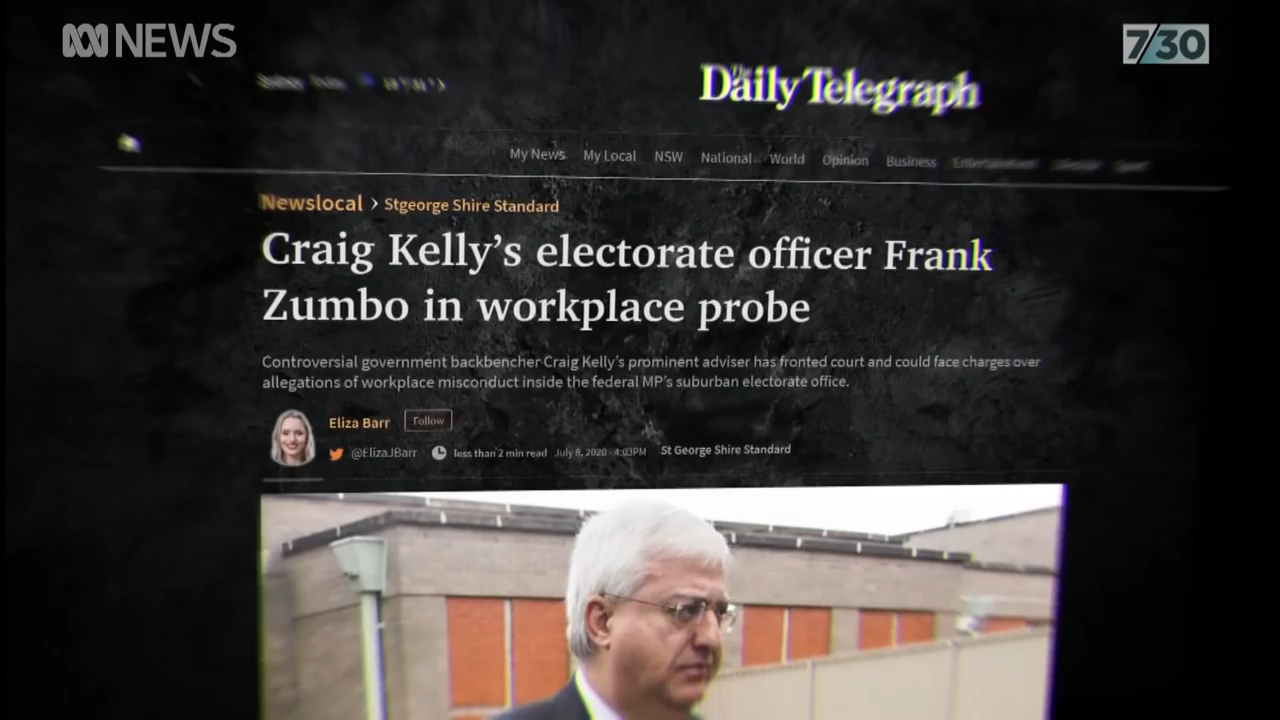 NEWS
7/30
The Daily Telegraph
My News My Local NSW National World Opinion Business Entertainment
Newslocal > Stgeorge Shire Standard
Craig Kelly's electorate officer Frank
Zumbo in workplace probe
Controversial government backbencher Craig Kelly's prominent adviser has fronted court and could face charges over
allegations of workplace misconduct inside the federal MP's suburban electorate office.
Eliza Barr Follow
@ElizaJBarr less than 2 min read July 8, 2020 - 4:03PM St George Shire Standard